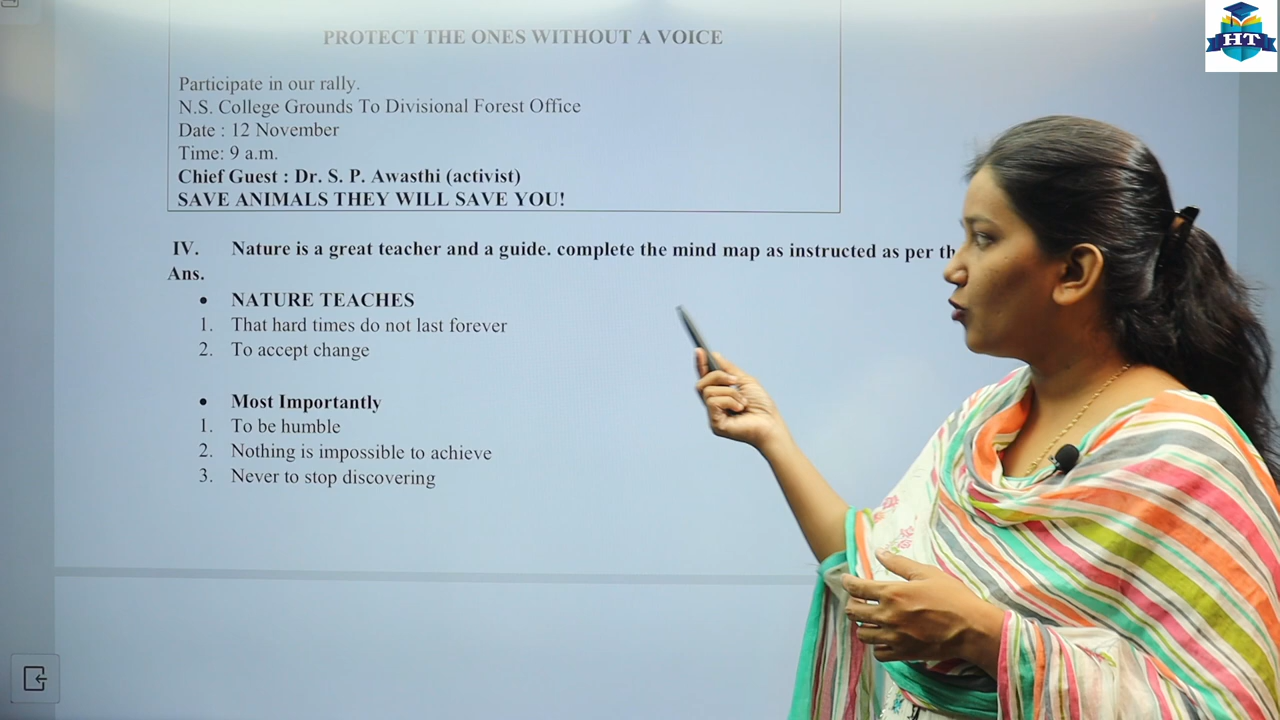 HT
PROTECT THE ONES WITHOUT A VOICE
Participate in our rally.
N.S. College Grounds To Divisional Forest Office
Date : 12 November
Time: 9 a.m.
Chief Guest : Dr. S. P. Awasthi (activist)
SAVE ANIMALS THEY WILL SAVE YOU!
IV. Nature is a great teacher and a guide. complete the mind map as instructed as per
Ans.
• NATURE TEACHES
1. That hard times do not last forever
2. To accept change
• Most Importantly
1. To be humble
2. Nothing is impossible to achieve
3. Never to stop discovering